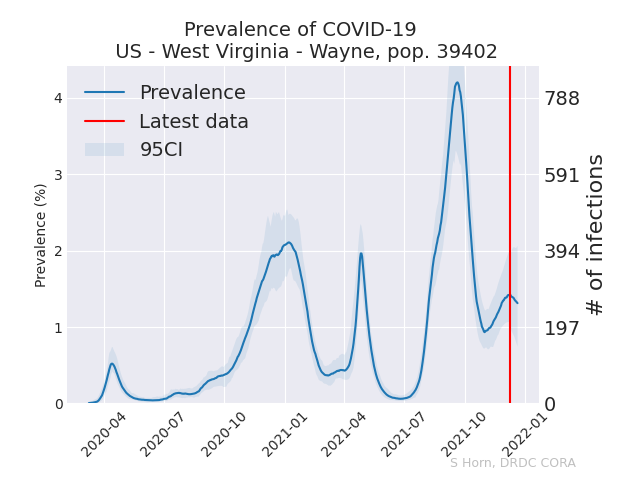 Prevalence of COVID-19
US - West Virginia - Wayne, pop. 39402
Prevalence
Latest data
95CI
Prevalence (%)
4
3
2
1
0
788
591
394
197
0
# of infections
2020-04
2020-07
2020-10
2021-01
2021-04
2021-07
2021-10
2022-01
S Horn, DRDC CORA